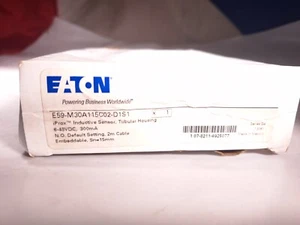 EATON
Powering Business Worldwide
E59-M30A115C02-D1S1
iProx™ Inductive Sensor, Tubular Housing
6-48VDC, 300mA
N.O. Default Setting, 2m Cable
Embeddable, Sn=15mm